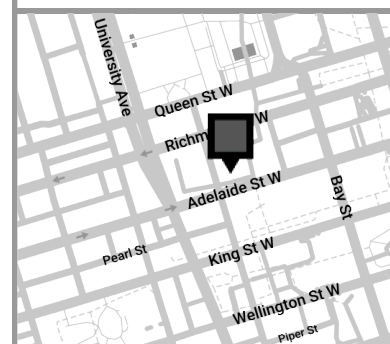 University Ave
Queen St W
Richm W
Adelaide St W
Bay St
Pearl St
King St W
Wellington St W
Piper St